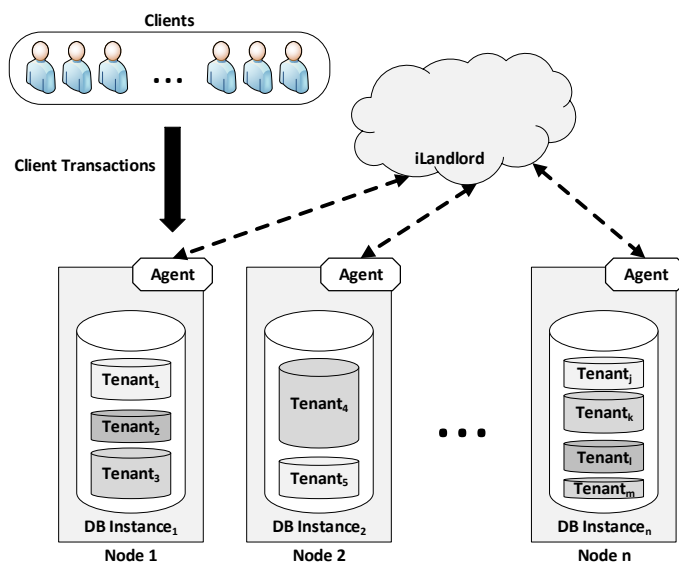 Clients
...
iLandlord
Client Transactions
Agent
Agent
Agent
Tenant₁
Tenant₂
Tenant₃
Tenant₄
Tenant₅
...
Tenantⱼ
Tenantₖ
Tenantₗ
Tenantₘ
DB Instance₁
DB Instance₂
DB Instanceₙ
Node 1
Node 2
Node n